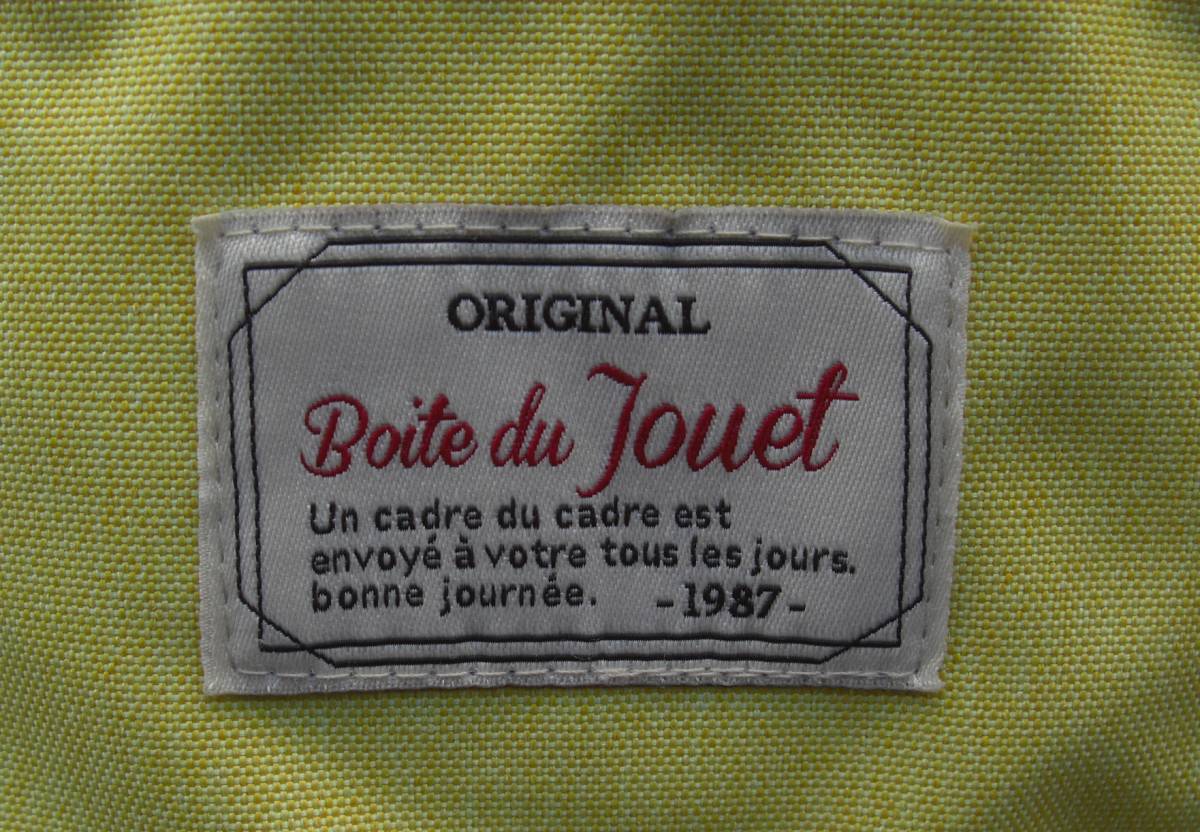 ORIGINAL
Boite du Jouet
Un cadre du cadre est
envoyé à votre tous les jours.
bonne journée. -1987-